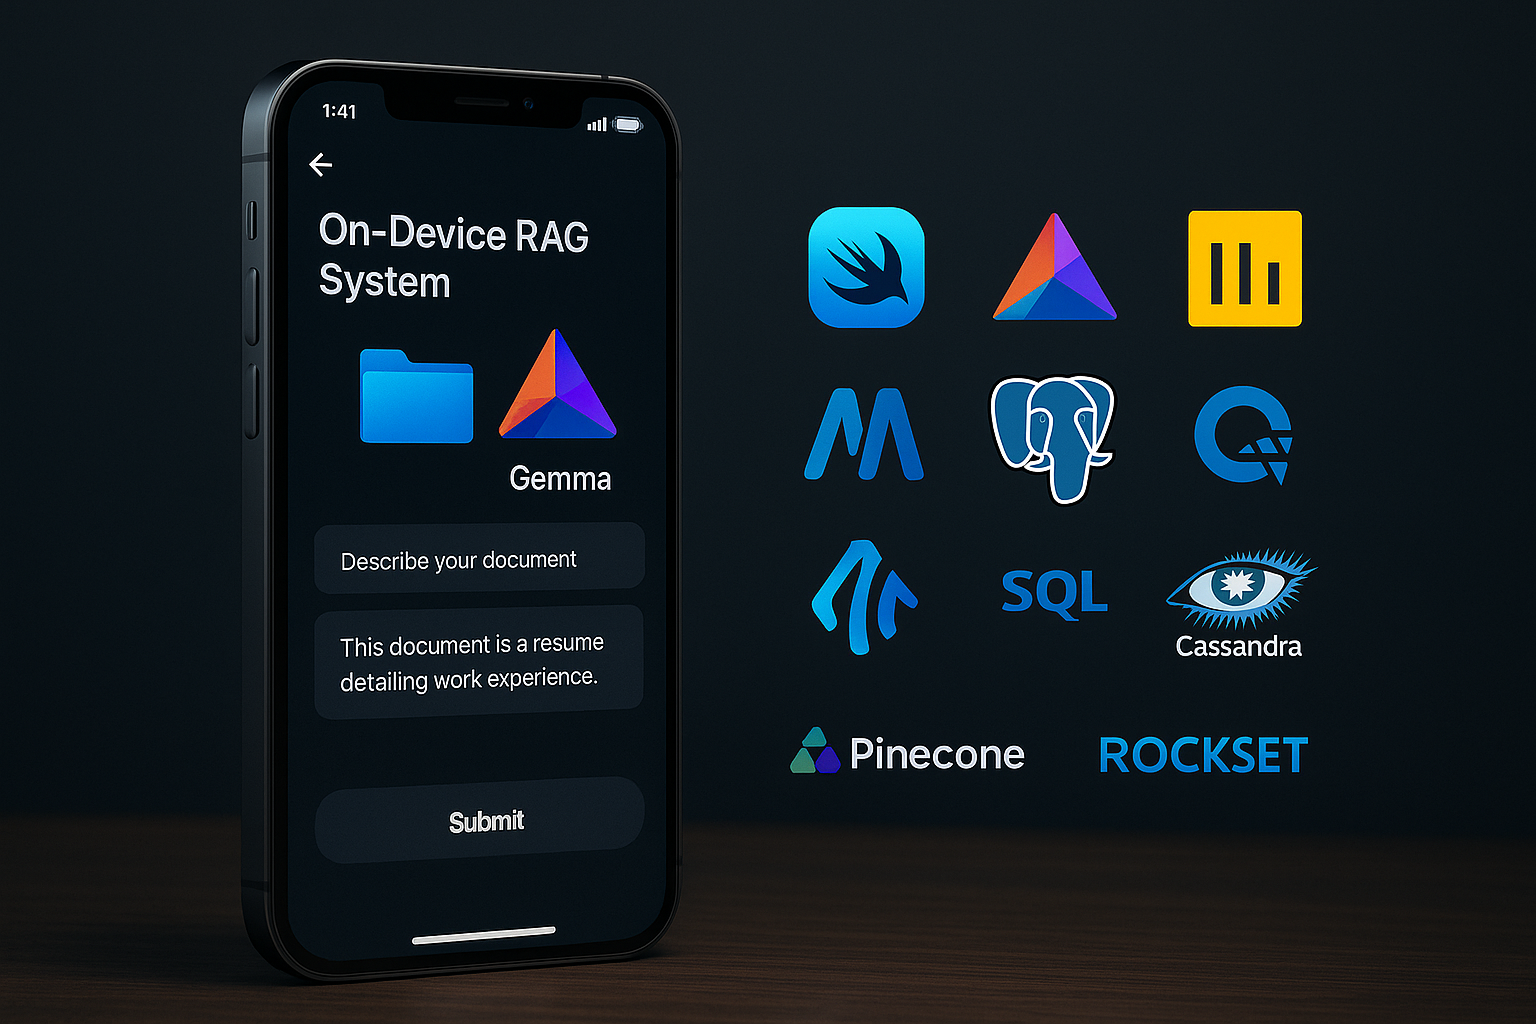 1:41
On-Device RAG
System
Gemma
Describe your document
This document is a resume
detailing work experience.
Submit
SQL
Cassandra
Pinecone
ROCKSET